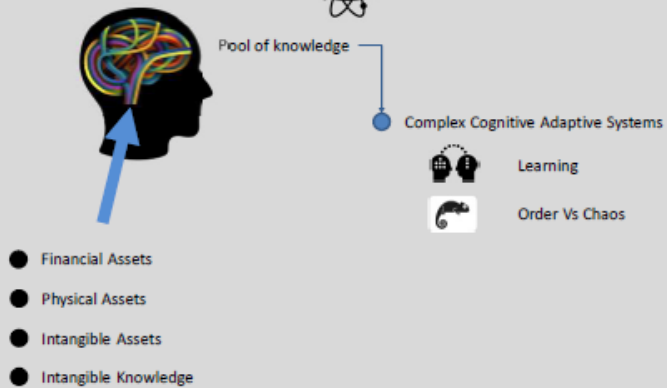 Pool of knowledge
Complex Cognitive Adaptive Systems
Learning
Order Vs Chaos
Financial Assets
Physical Assets
Intangible Assets
Intangible Knowledge